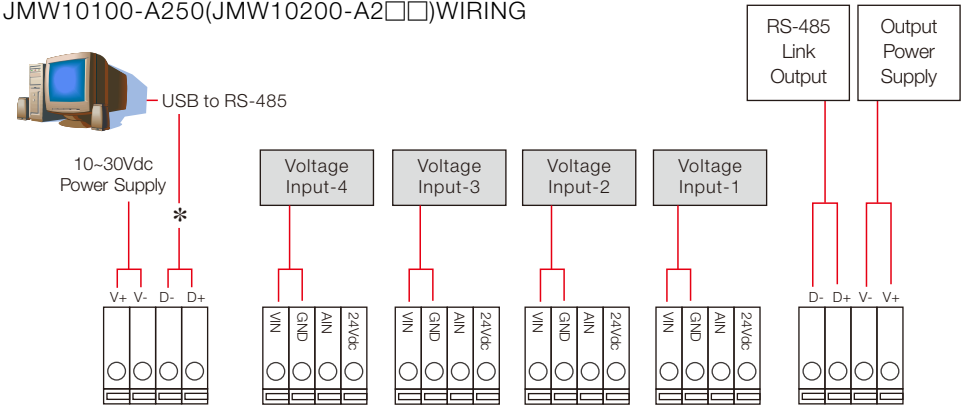 JMW10100-A250(JMW10200-A2□□)WIRING
RS-485
Link
Output
Output
Power
Supply
USB to RS-485
10~30Vdc
Power Supply
Voltage
Input-4
Voltage
Input-3
Voltage
Input-2
Voltage
Input-1
*
V+ V- D- D+
VIN GND AIN 24Vdc
VIN GND AIN 24Vdc
VIN GND AIN 24Vdc
VIN GND AIN 24Vdc
D- D+ V- V+